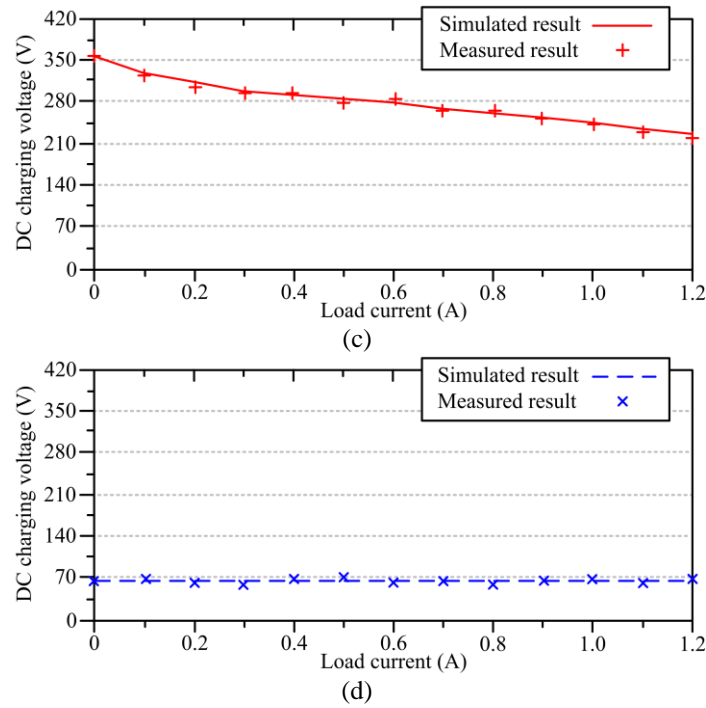 Simulated result
Measured result
DC charging voltage (V)
420
350
280
210
140
70
0
0 0.2 0.4 0.6 0.8 1.0 1.2
Load current (A)
(c)
Simulated result
Measured result
DC charging voltage (V)
420
350
280
210
140
70
0
0 0.2 0.4 0.6 0.8 1.0 1.2
Load current (A)
(d)